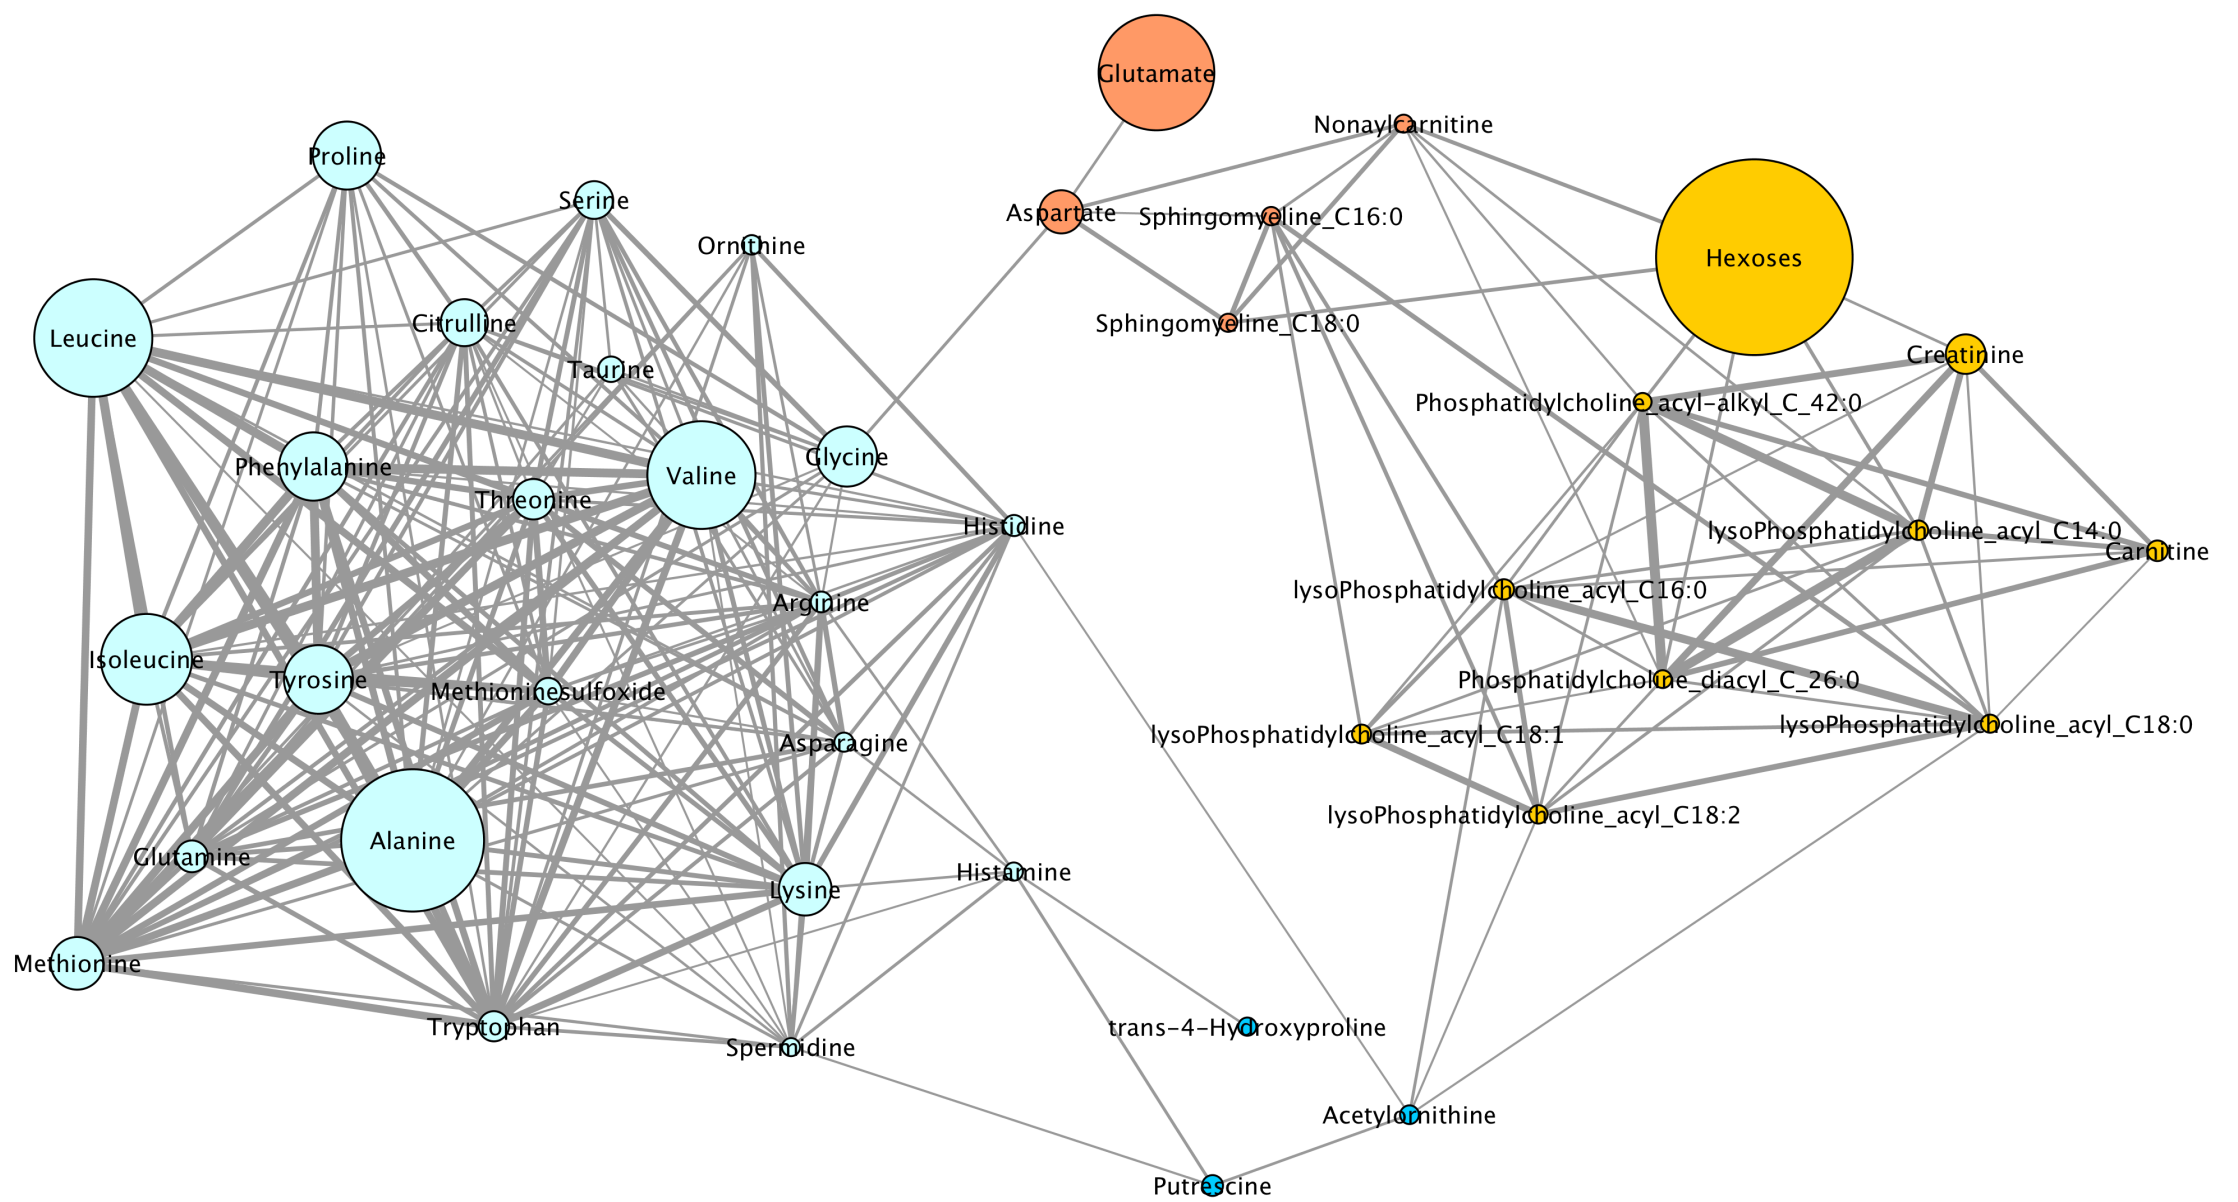 Glutamate
Nonaylcarnitine
Proline
Serine
Aspartate
Sphingomyeline_C16:0
Ornithine
Hexoses
Leucine
Citrulline
Sphingomyeline_C18:0
Creatinine
Taurine
Phosphatidylcholine_acyl-alkyl_C_42:0
Phenylalanine
Valine
Glycine
Threonine
Histidine
lysoPhosphatidylcholine_acyl_C14:0
Carnitine
lysoPhosphatidylcholine_acyl_C16:0
Arginine
Isoleucine
Tyrosine
Methioninesulfoxide
Phosphatidylcholine_diacyl_C_26:0
lysoPhosphatidylcholine_acyl_C18:0
lysoPhosphatidylcholine_acyl_C18:1
Asparagine
lysoPhosphatidylcholine_acyl_C18:2
Alanine
Glutamine
Histamine
Lysine
Methionine
Tryptophan
trans-4-Hydroxyproline
Spermidine
Acetylornithine
Putrescine